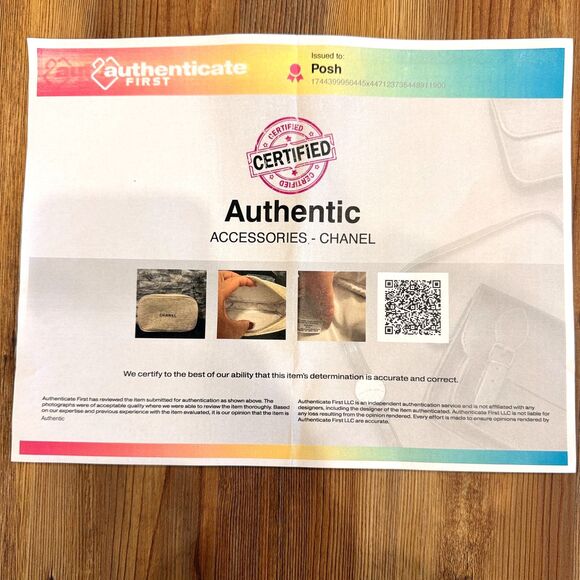 authenticate
FIRST
Issued to:
Posh
CERTIFIED
CERTIFIED
CERTIFIED
Authentic
ACCESSORIES - CHANEL
CHANEL
We certify to the best of our ability that this item's determination is accurate and correct.
Authenticate First has reviewed the item submitted for authentication as shown above. The
photographs were of acceptable quality where we were able to review the item thoroughly. Based
on our expertise and previous experience with the item evaluated, it is our opinion that the item is
Authentic
Authenticate First LLC is an independent authentication service and is not affiliated with any
designers, including the designer of the item authenticated. Authenticate First LLC is not liable for
any loss resulting from the opinion rendered. Every effort is made to ensure opinions rendered by
Authenticate First LLC are accurate.